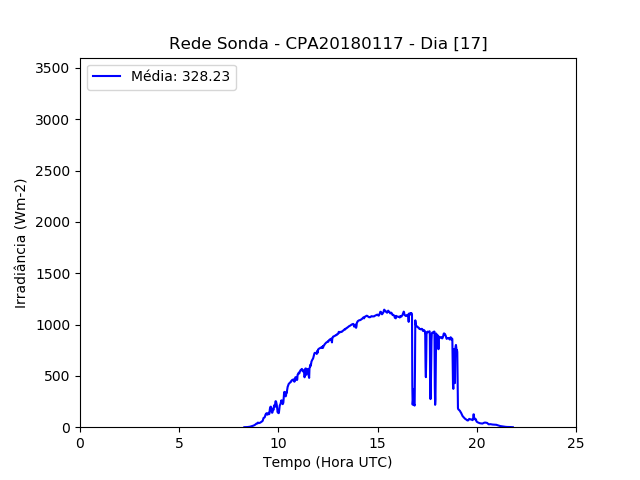 Rede Sonda - CPA20180117 - Dia [17]
Média: 328.23
Irradiância (Wm-2)
3500
3000
2500
2000
1500
1000
500
0
0 5 10 15 20 25
Tempo (Hora UTC)